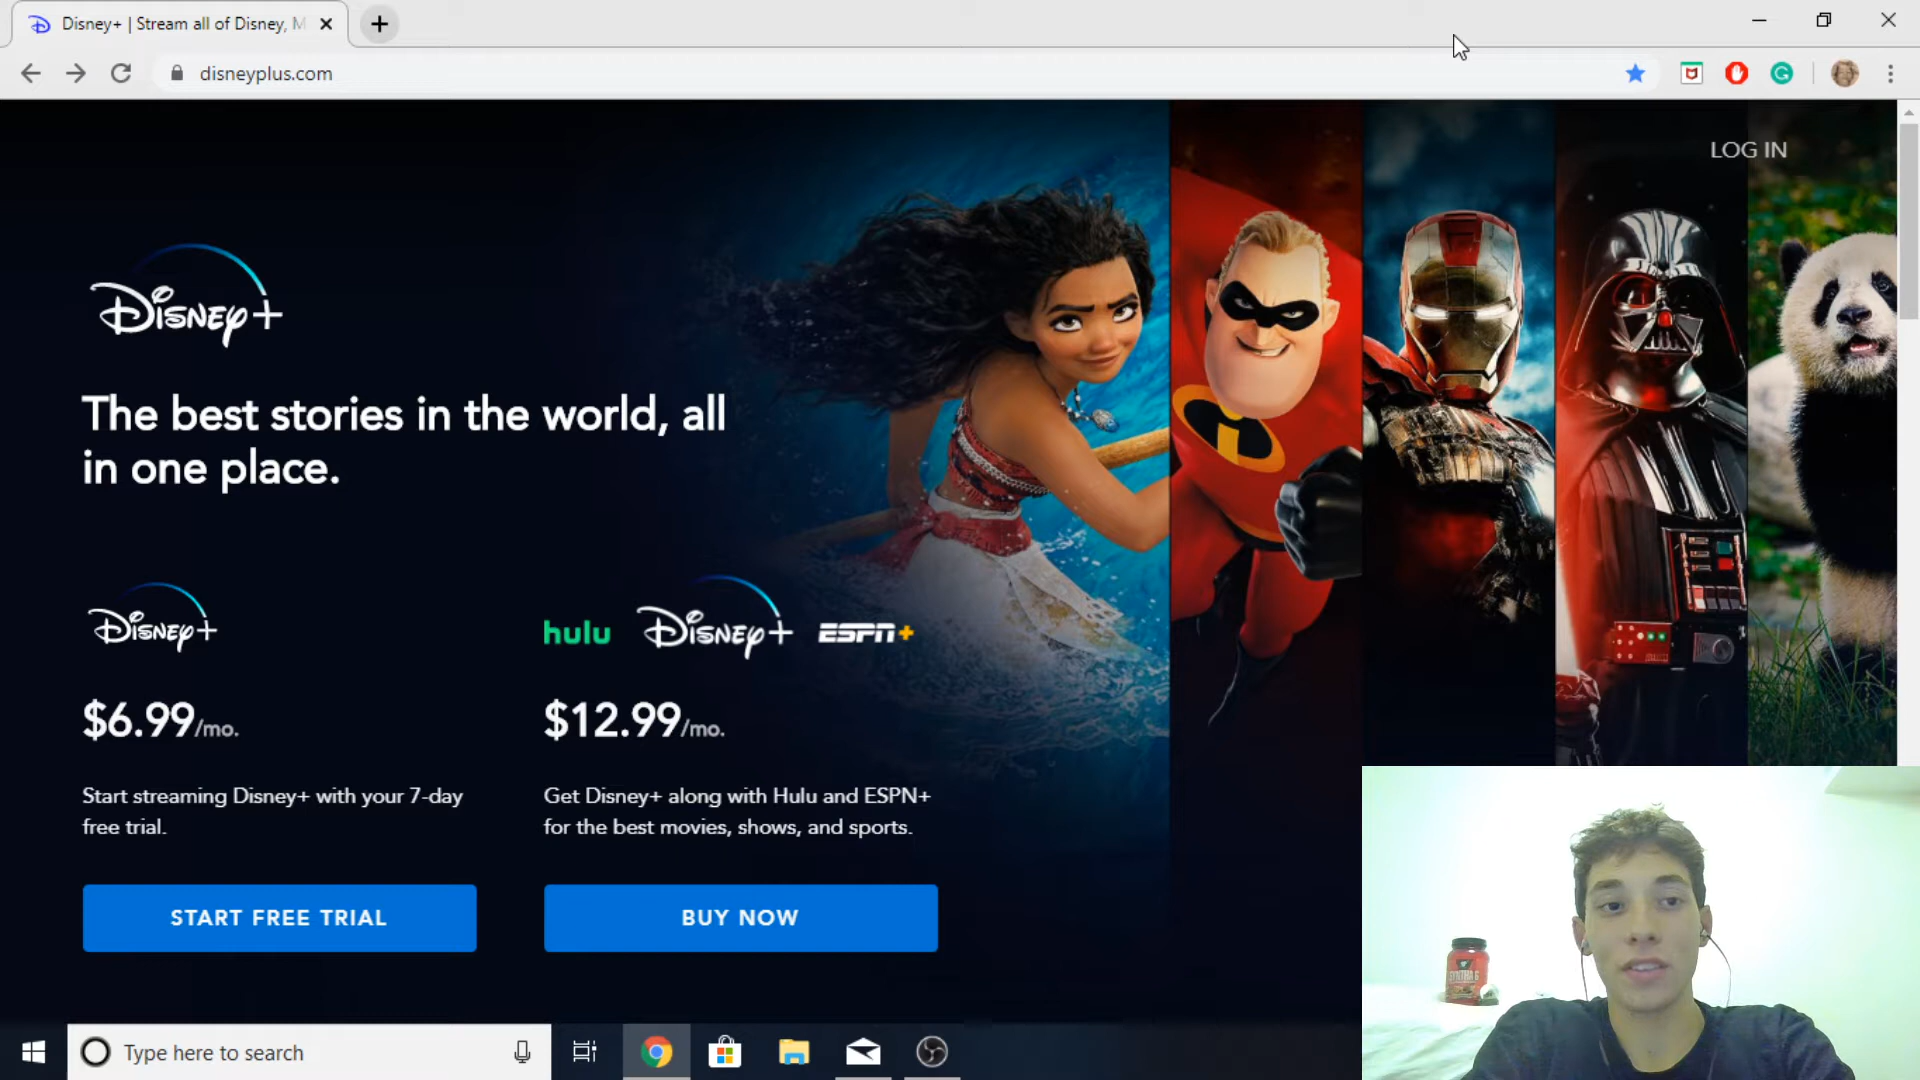 Disney+ | Stream all of Disney, M
disneyplus.com
LOG IN
Disney+
The best stories in the world, all
in one place.
Disney+
hulu Disney+ ESPN+
$6.99/mo.
$12.99/mo.
Start streaming Disney+ with your 7-day
free trial.
Get Disney+ along with Hulu and ESPN+
for the best movies, shows, and sports.
START FREE TRIAL
BUY NOW
SYNTHA 6
Type here to search